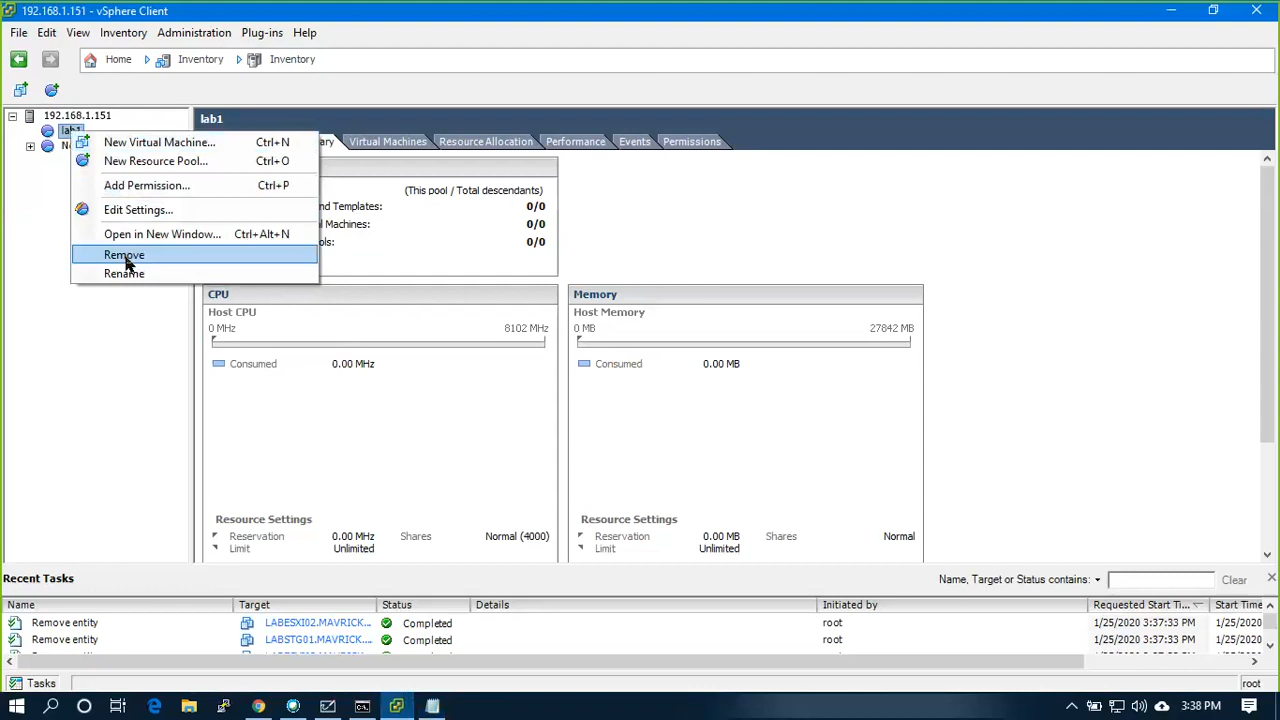 192.168.1.151 - vSphere Client
File Edit View Inventory Administration Plug-ins Help
Home Inventory Inventory
192.168.1.151
lab1
lab1
New Virtual Machine... Ctrl+N
New Resource Pool... Ctrl+O
Add Permission... Ctrl+P
Edit Settings...
Open in New Window... Ctrl+Alt+N
Remove
Rename
Virtual Machines Resource Allocation Performance Events Permissions
(This pool / Total descendants)
nd Templates: 0/0
l Machines: 0/0
ols: 0/0
CPU
Host CPU
0 MHz 8102 MHz
Consumed 0.00 MHz
Resource Settings
Reservation 0.00 MHz Shares Normal (4000)
Limit Unlimited
Memory
Host Memory
0 MB 27842 MB
Consumed 0.00 MB
Resource Settings
Reservation 0.00 MB Shares Normal
Limit Unlimited
Recent Tasks Name, Target or Status contains: Clear
Name Target Status Details Initiated by Requested Start Ti... Start Time
Remove entity LABESXI02.MAVRICK... Completed root 1/25/2020 3:37:33 PM 1/25/2020
Remove entity LABSTG01.MAVRICK... Completed root 1/25/2020 3:37:33 PM 1/25/2020
Tasks root
3:38 PM